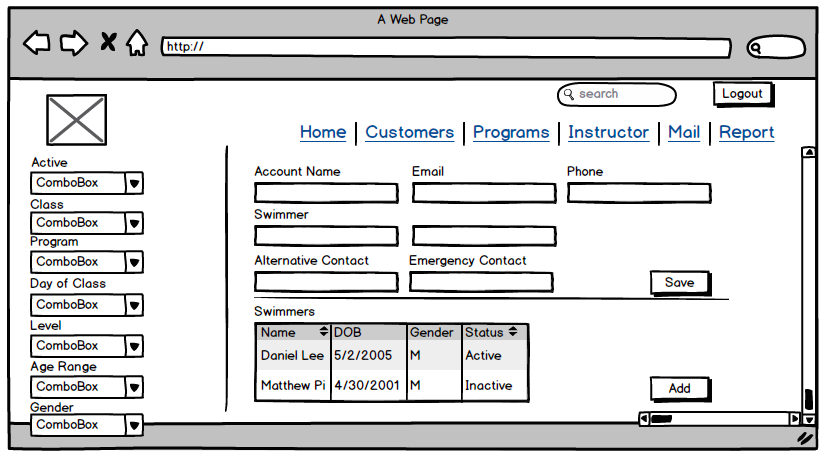 A Web Page
http://
search
Logout
Home Customers Programs Instructor Mail Report
Active
ComboBox
Class
ComboBox
Program
ComboBox
Day of Class
ComboBox
Level
ComboBox
Age Range
ComboBox
Gender
ComboBox
Account Name Email Phone
Swimmer
Alternative Contact Emergency Contact
Save
Swimmers
Name DOB Gender Status
Daniel Lee 5/2/2005 M Active
Matthew Pi 4/30/2001 M Inactive
Add